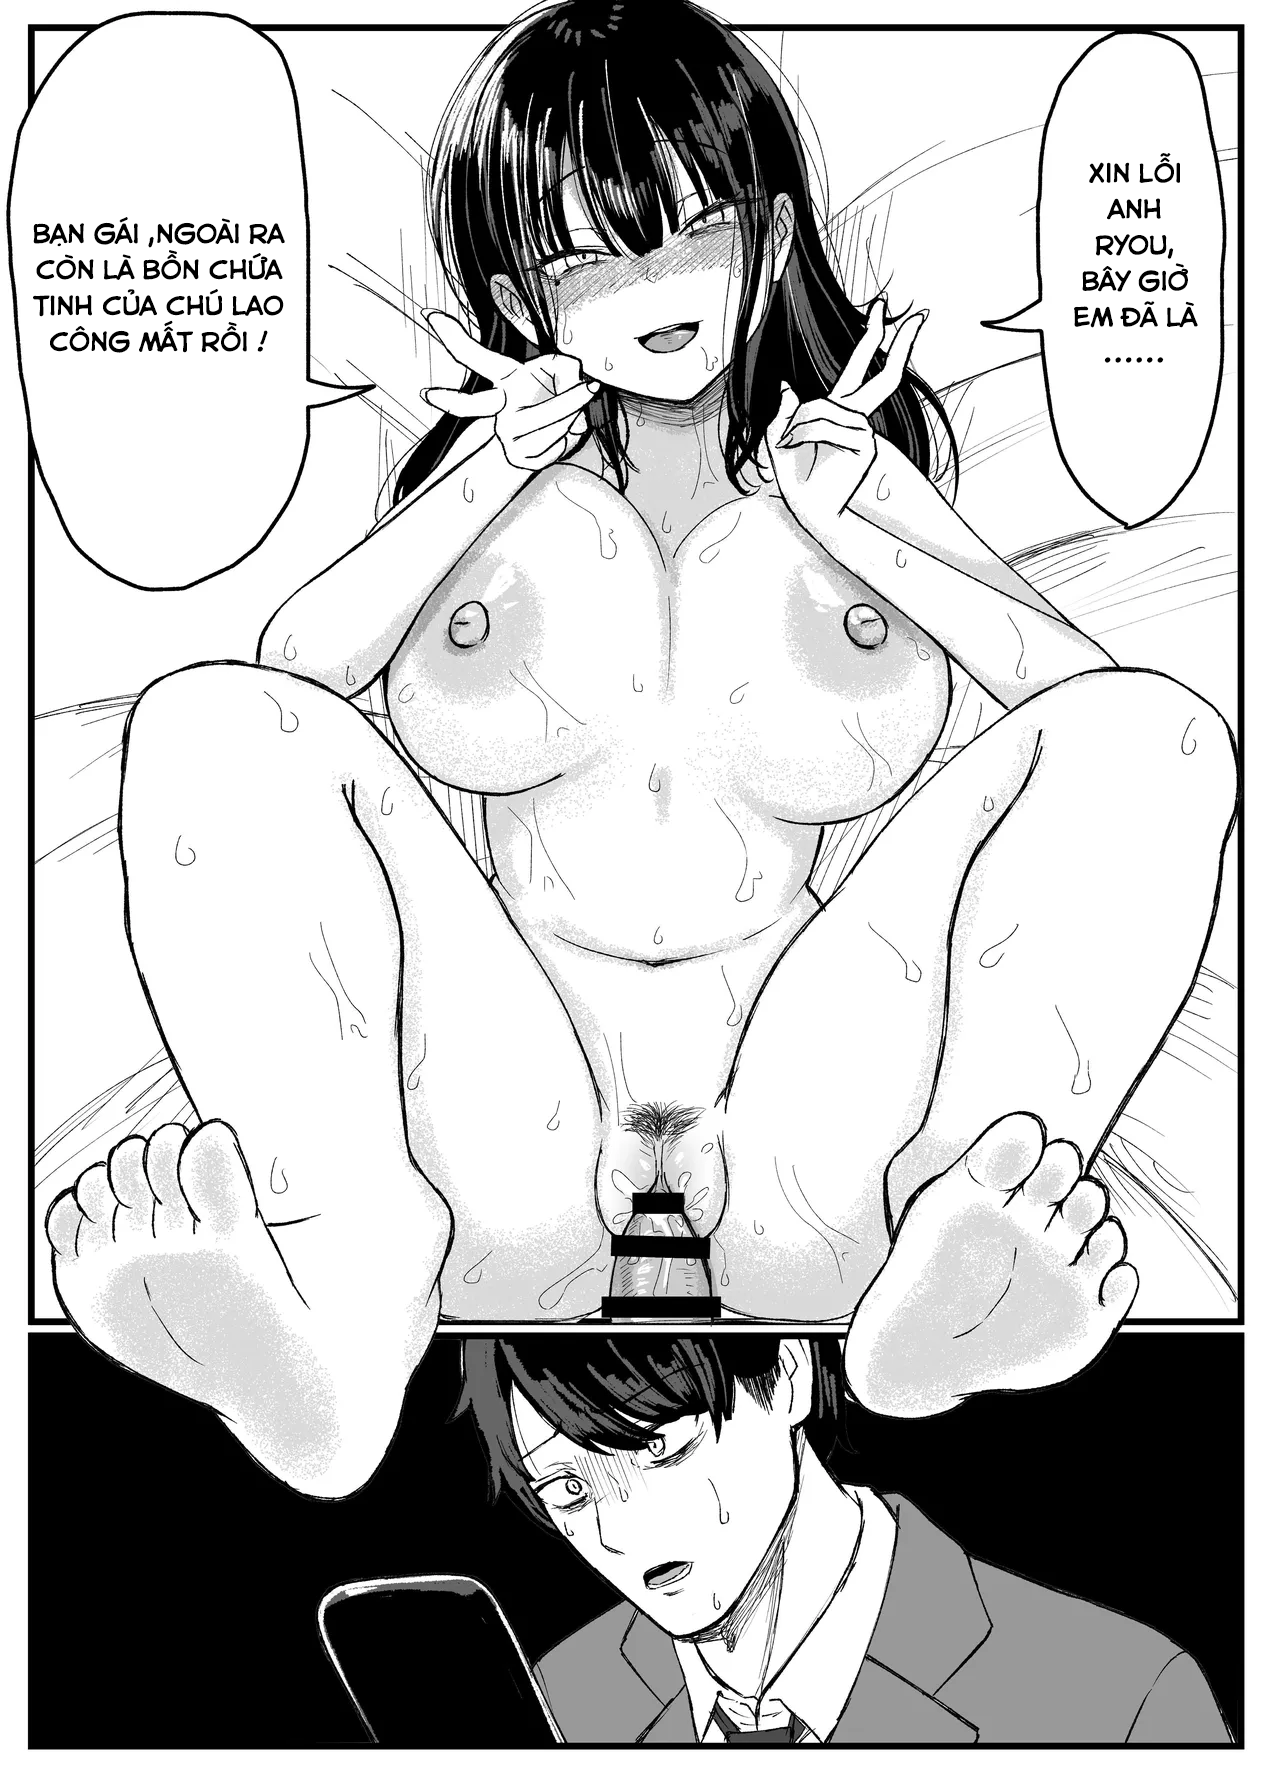 XIN LỖI
ANH
RYOU,
BÂY GIỜ
EM ĐÃ LÀ
......
BẠN GÁI ,NGOÀI RA
CÒN LÀ BỒN CHỨA
TINH CỦA CHÚ LAO
CÔNG MẤT RỒI !